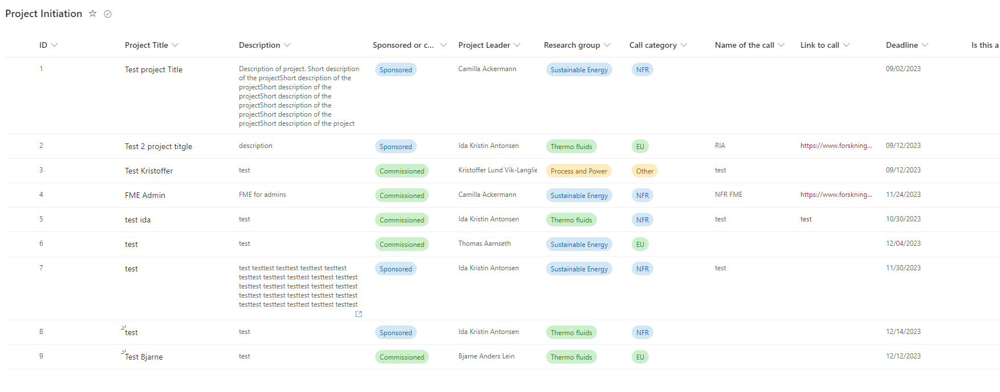 Project Initiation
ID Project Title Description Sponsored or c... Project Leader Research group Call category Name of the call Link to call Deadline Is this a
1 Test project Title Description of project. Short description Sponsored Camilla Ackermann Sustainable Energy NFR 09/02/2023
of the projectShort description of the
projectShort description of the
projectShort description of the
projectShort description of the
projectShort description of the
projectShort description of the project
2 Test 2 project titgle description Sponsored Ida Kristin Antonsen Thermo fluids EU RIA https://www.forskning... 09/12/2023
3 Test Kristoffer test Commissioned Kristoffer Lund Vik-Langlie Process and Power Other test 09/12/2023
4 FME Admin FME for admins Commissioned Camilla Ackermann Sustainable Energy NFR NFR FME https://www.forskning... 11/24/2023
5 test ida test Commissioned Ida Kristin Antonsen Thermo fluids NFR test test 10/30/2023
6 test test Commissioned Thomas Aarnseth Sustainable Energy EU 12/04/2023
7 test test testtest testtest testtest testtest Sponsored Ida Kristin Antonsen Sustainable Energy NFR test 11/30/2023
testtest testtest testtest testtest testtest
testtest testtest testtest testtest testtest
testtest testtest testtest testtest testtest
testtest testtest testtest testtest testtest
8 test test Sponsored Ida Kristin Antonsen Thermo fluids NFR 12/14/2023
9 Test Bjarne test Commissioned Bjarne Anders Lein Thermo fluids EU 12/12/2023